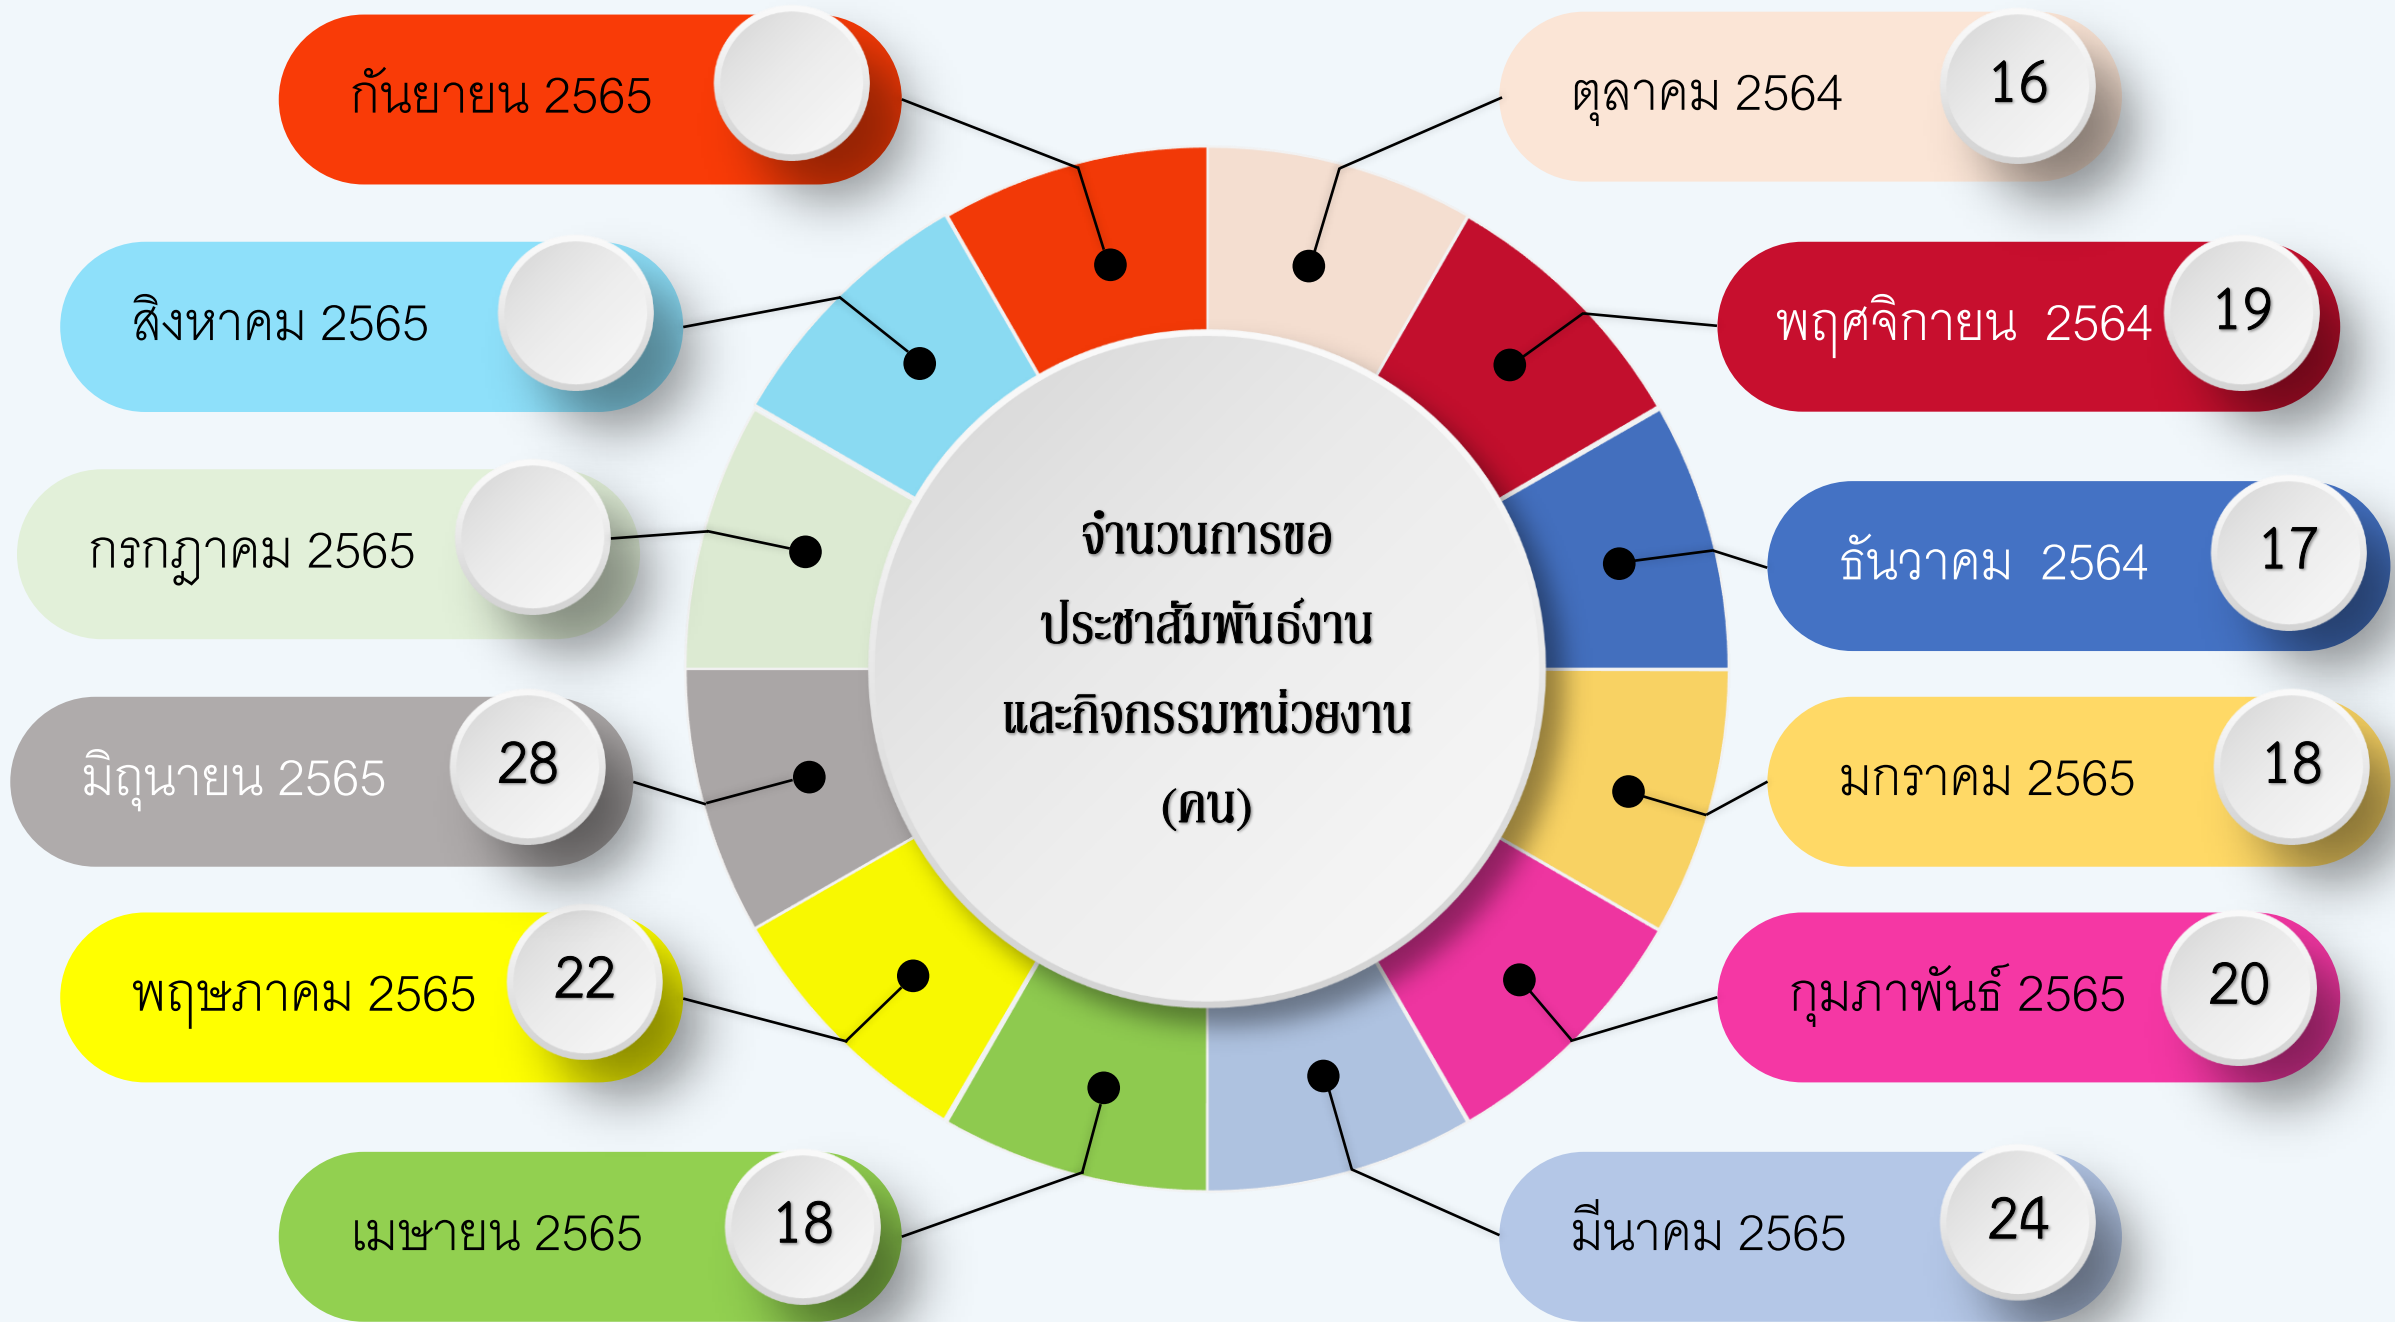 จำนวนการขอ
ประชาสัมพันธ์งาน
และกิจกรรมหน่วยงาน
(คน)
ตุลาคม 2564 16
พฤศจิกายน 2564 19
ธันวาคม 2564 17
มกราคม 2565 18
กุมภาพันธ์ 2565 20
มีนาคม 2565 24
เมษายน 2565 18
พฤษภาคม 2565 22
มิถุนายน 2565 28
กรกฎาคม 2565
สิงหาคม 2565
กันยายน 2565